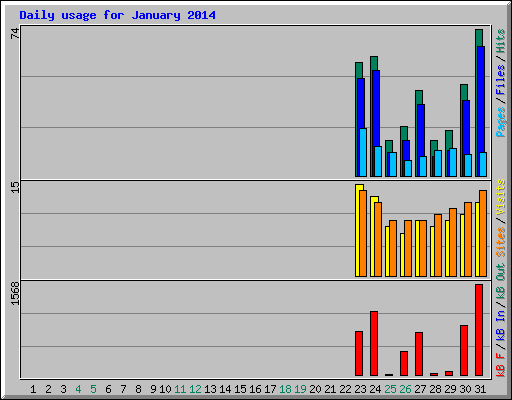 Daily usage for January 2014
74
15
1568
Pages / Files / Hits
Sites / Visits
kB F / kB In / kB Out
1 2 3 4 5 6 7 8 9 10 11 12 13 14 15 16 17 18 19 20 21 22 23 24 25 26 27 28 29 30 31